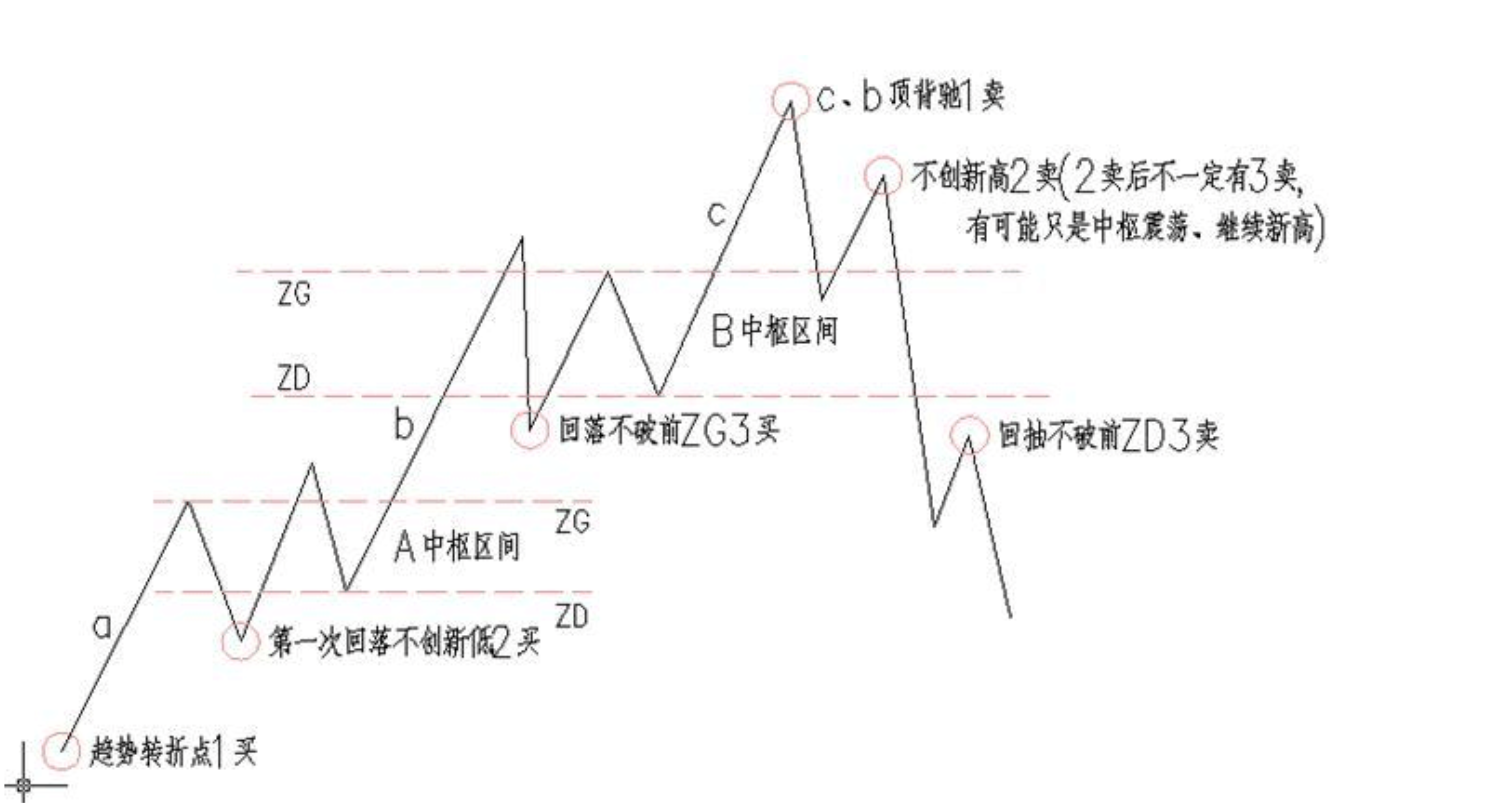 c、b顶背驰1卖
不创新高2卖(2卖后不一定有3卖,
有可能只是中枢震荡、继续新高)
c
ZG
B中枢区间
ZD
b
回落不破前ZG3买
回抽不破前ZD3卖
ZG
A中枢区间
ZD
a
第一次回落不创新低2买
趋势转折点1买